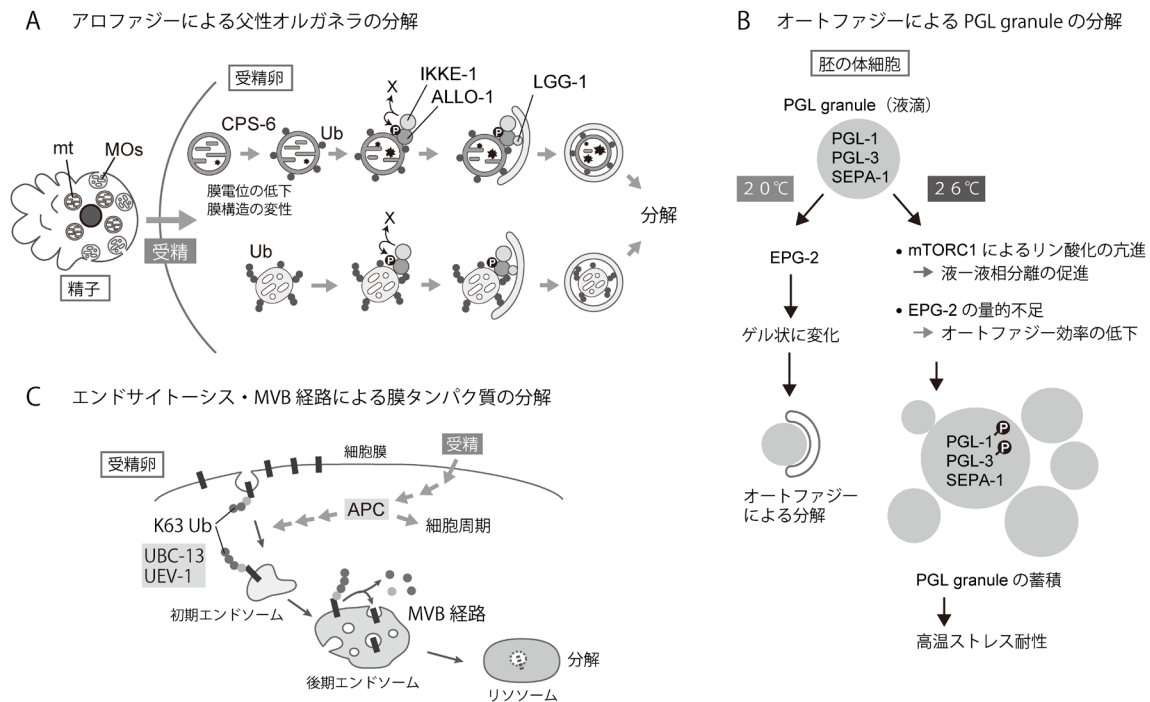 A アロファジーによる父性オルガネラの分解
受精卵
mt
MOs
精子
受精
CPS-6
Ub
X
IKKE-1
ALLO-1
LGG-1
P
P
膜電位の低下
膜構造の変性
Ub
X
P
P
分解
B オートファジーによる PGL granule の分解
胚の体細胞
PGL granule（液滴）
PGL-1
PGL-3
SEPA-1
20℃
26℃
EPG-2
ゲル状に変化
オートファジー
による分解
• mTORC1 によるリン酸化の亢進
液ー液相分離の促進
• EPG-2 の量的不足
オートファジー効率の低下
PGL-1 P
PGL-3 P
SEPA-1
PGL granule の蓄積
高温ストレス耐性
C エンドサイトーシス・MVB 経路による膜タンパク質の分解
受精卵
細胞膜
受精
K63 Ub
APC
細胞周期
UBC-13
UEV-1
初期エンドソーム
MVB 経路
後期エンドソーム
分解
リソソーム